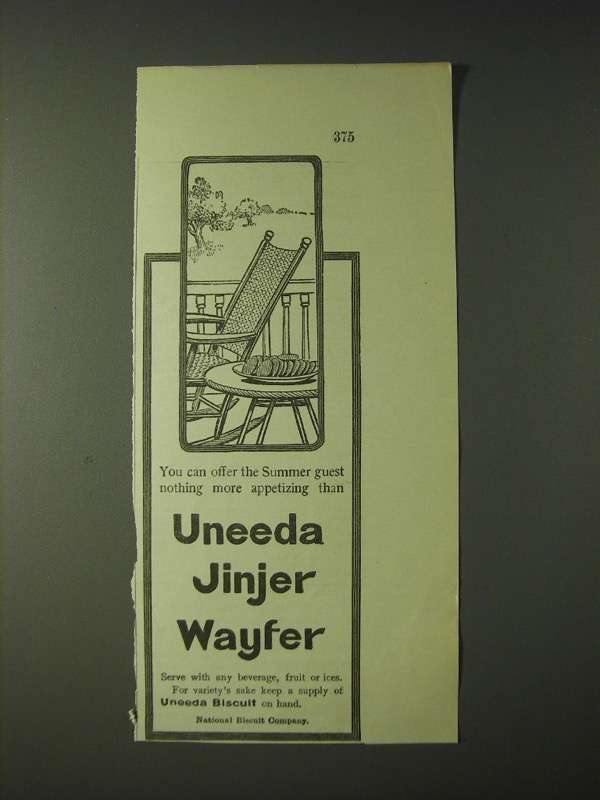 375
You can offer the Summer guest
nothing more appetizing than
Uneeda
Jinjer
Wayfer
Serve with any beverage, fruit or ices.
For variety's sake keep a supply of
Uneeda Biscuit on hand.
National Biscuit Company.